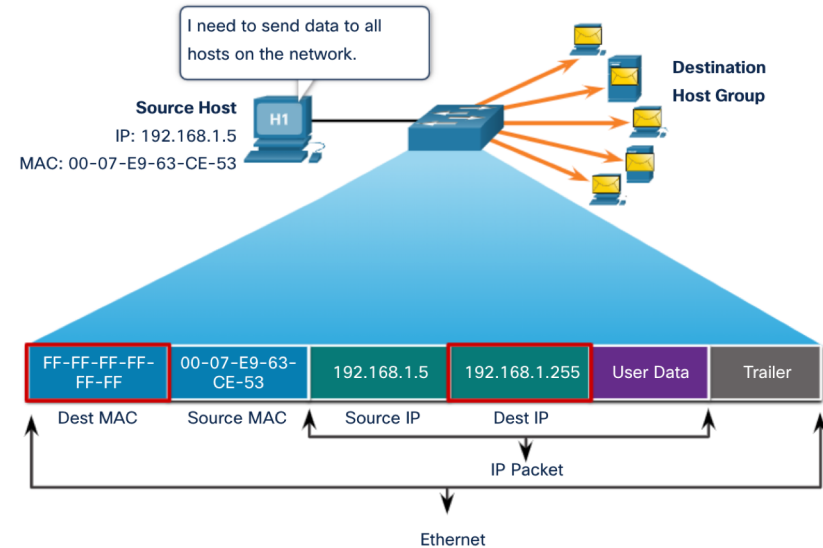 I need to send data to all
hosts on the network.
Source Host
IP: 192.168.1.5
MAC: 00-07-E9-63-CE-53
H1
Destination
Host Group
FF-FF-FF-FF-
FF-FF
00-07-E9-63-
CE-53
192.168.1.5
192.168.1.255
User Data
Trailer
Dest MAC
Source MAC
Source IP
Dest IP
IP Packet
Ethernet